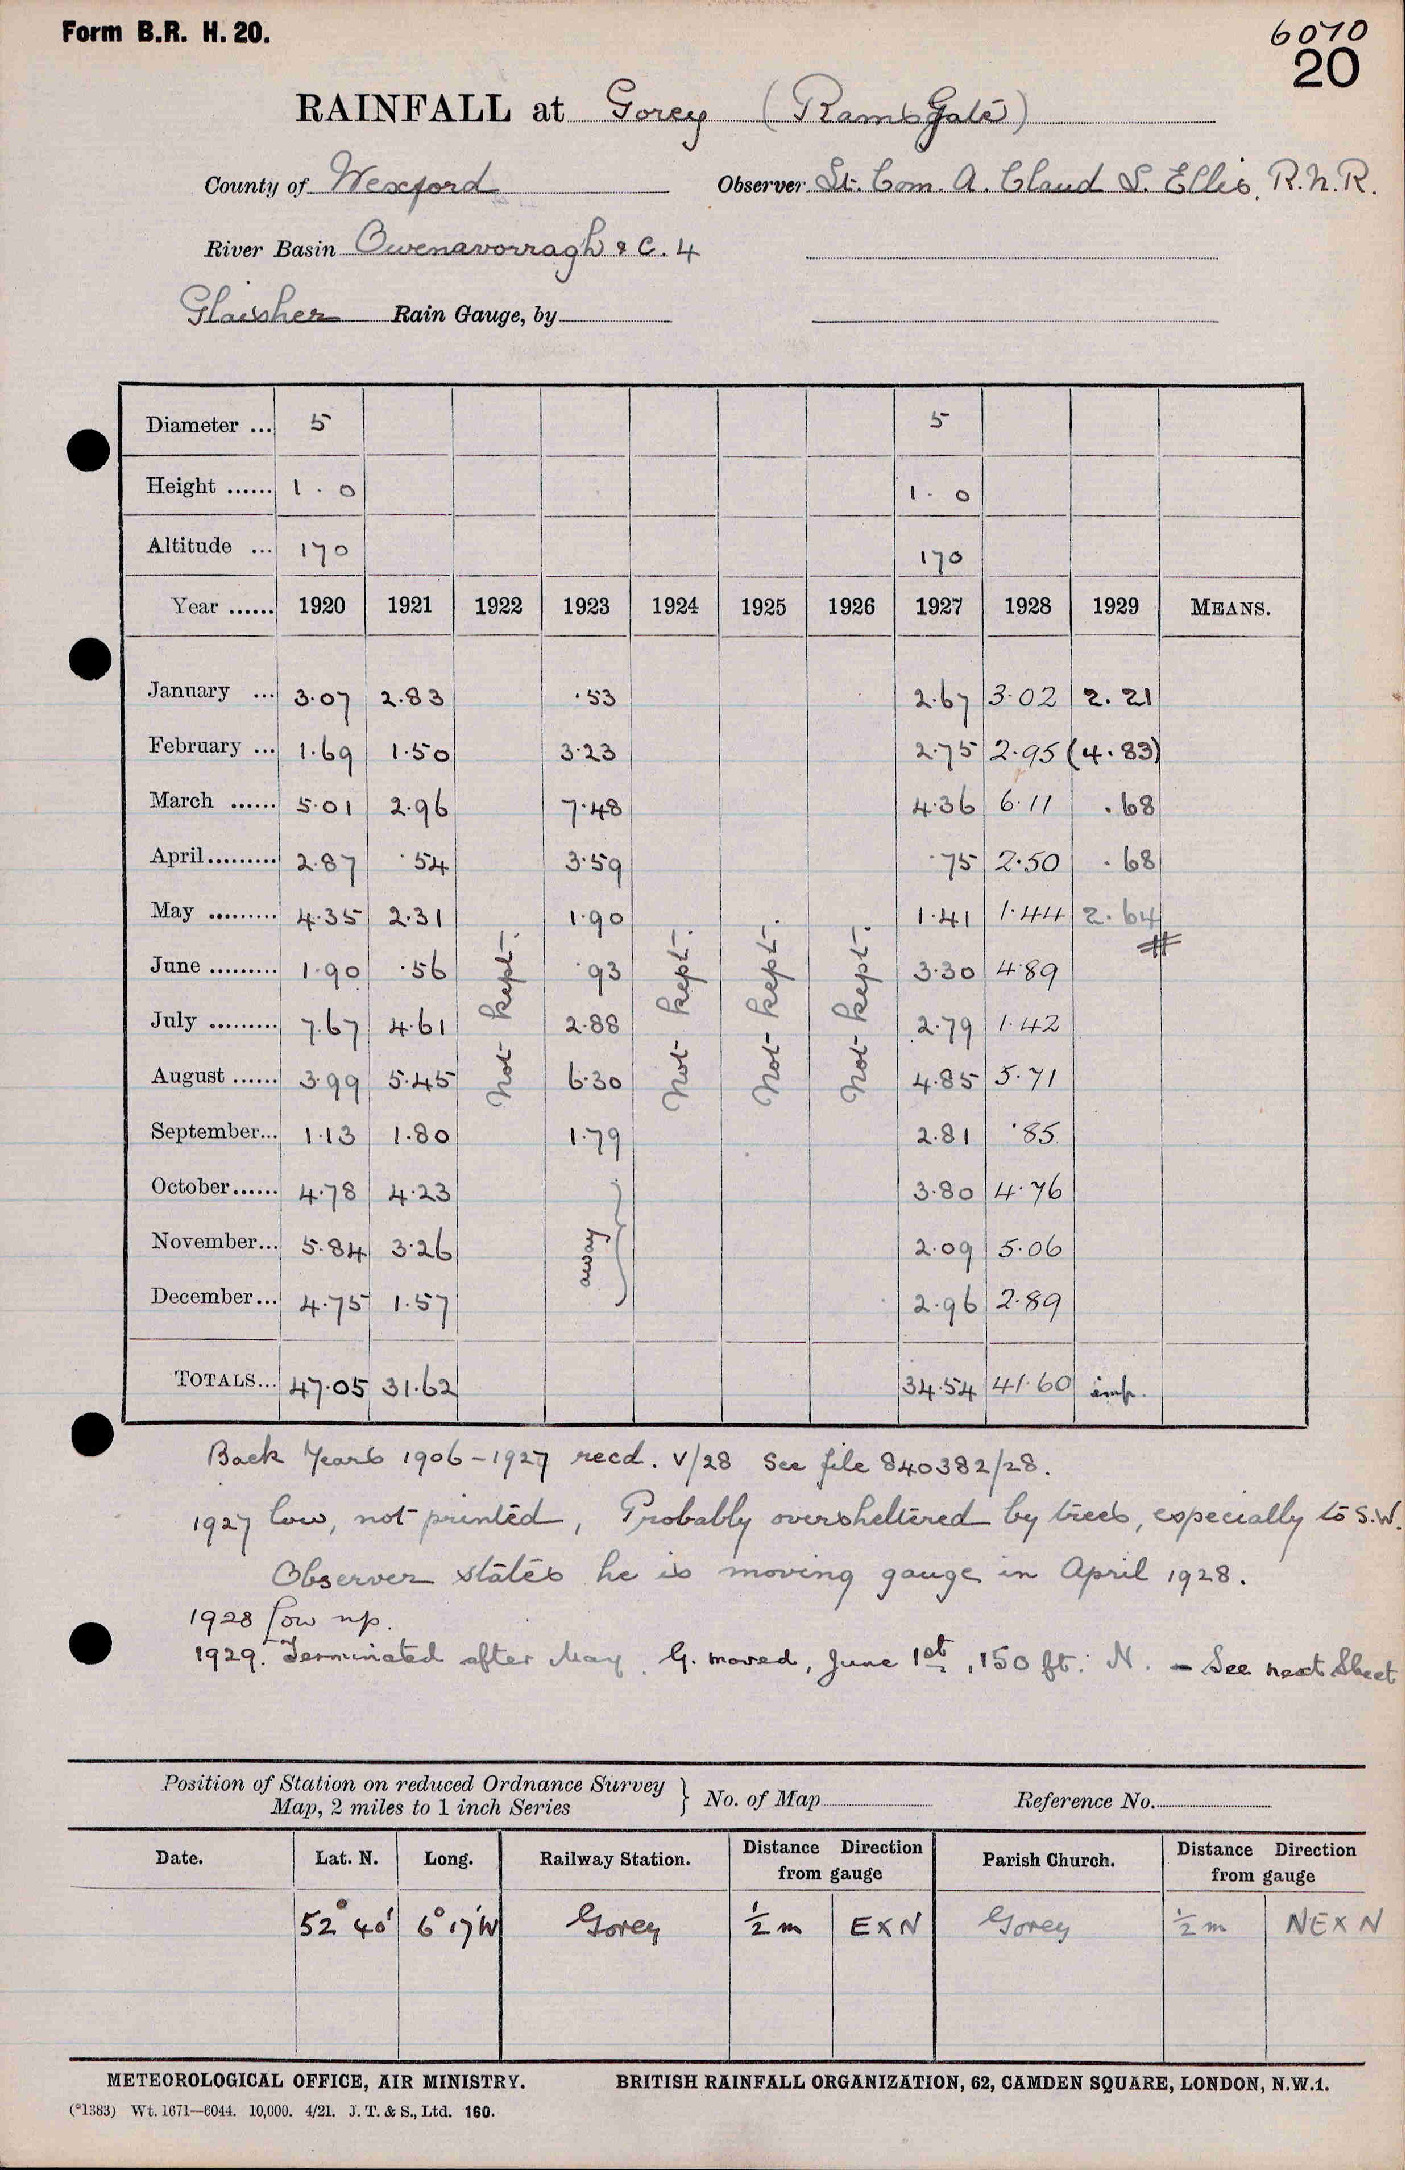 Form B.R. H. 20.
6070
20
RAINFALL at Gorey (Ramsgate)
County of Wexford Observer Lt. Com. A. Claud S. Ellis, R.N.R.
River Basin Owenavorragh & C. 4
Glaisher Rain Gauge, by
Diameter ... 5 5
Height ...... 1 . 0 1 . 0
Altitude ... 170 170
Year ...... 1920 1921 1922 1923 1924 1925 1926 1927 1928 1929 MEANS.
January ... 3.07 2.83 .53 2.67 3.02 2.21
February ... 1.69 1.50 3.23 2.75 2.95 (4.83)
March ...... 5.01 2.96 7.48 4.36 6.11 .68
April......... 2.87 .54 3.59 .75 2.50 .68
May ......... 4.35 2.31 1.90 1.41 1.44 2.64
June ......... 1.90 .56 Not kept. .93 Not kept. Not kept. Not kept. 3.30 4.89 #
July ......... 7.67 4.61 2.88 2.79 1.42
August ...... 3.99 5.45 6.30 4.85 5.71
September... 1.13 1.80 1.79 2.81 .85
October...... 4.78 4.23 3.80 4.76
November... 5.84 3.26 away } 2.09 5.06
December... 4.75 1.57 2.96 2.89
TOTALS... 47.05 31.62 34.54 41.60 imp.
Back Years 1906-1927 recd. V/28 See file 840382/28.
1927 low, not printed, Probably oversheltered by trees, especially to S.W.
Observer states he is moving gauge in April 1928.
1928 low np.
1929. Terminated after May. G. moved, June 1st, 150 ft. N. - See next Sheet
Position of Station on reduced Ordnance Survey
Map, 2 miles to 1 inch Series } No. of Map Reference No.
Date. Lat. N. Long. Railway Station. Distance Direction from gauge Parish Church. Distance Direction from gauge
52° 40' 6° 17'W Gorey ½ m E X N Gorey ½ m NE X N
METEOROLOGICAL OFFICE, AIR MINISTRY. BRITISH RAINFALL ORGANIZATION, 62, CAMDEN SQUARE, LONDON, N.W.1.
(*1383) Wt. 1671—6044. 10,000. 4/21. J. T. & S., Ltd. 160.